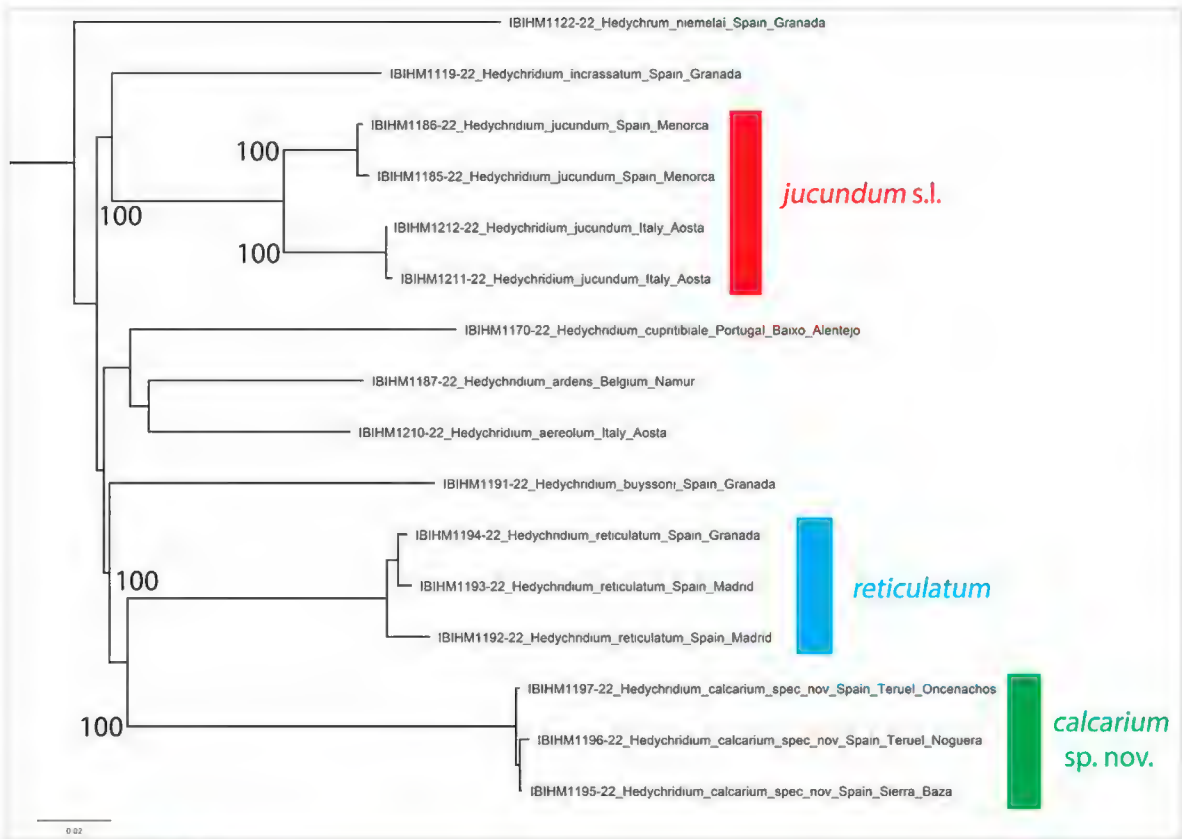 IBIHM1122-22_Hedychrum_niemelai_Spain_Granada
IBIHM1119-22_Hedychridium_incrassatum_Spain_Granada
IBIHM1186-22_Hedychridium_jucundum_Spain_Menorca
100
IBIHM1185-22_Hedychridium_jucundum_Spain_Menorca
jucundum s.l.
100
IBIHM1212-22_Hedychridium_jucundum_Italy_Aosta
100
IBIHM1211-22_Hedychridium_jucundum_Italy_Aosta
IBIHM1170-22_Hedychridium_cupritibiale_Portugal_Baixo_Alentejo
IBIHM1187-22_Hedychridium_ardens_Belgium_Namur
IBIHM1210-22_Hedychridium_aereolum_Italy_Aosta
IBIHM1191-22_Hedychridium_buyssoni_Spain_Granada
IBIHM1194-22_Hedychridium_reticulatum_Spain_Granada
100
IBIHM1193-22_Hedychridium_reticulatum_Spain_Madrid
reticulatum
IBIHM1192-22_Hedychridium_reticulatum_Spain_Madrid
IBIHM1197-22_Hedychridium_calcarium_spec_nov_Spain_Teruel_Oncenachos
100
IBIHM1196-22_Hedychridium_calcarium_spec_nov_Spain_Teruel_Noguera
calcarium
sp. nov.
IBIHM1195-22_Hedychridium_calcarium_spec_nov_Spain_Sierra_Baza
0.02